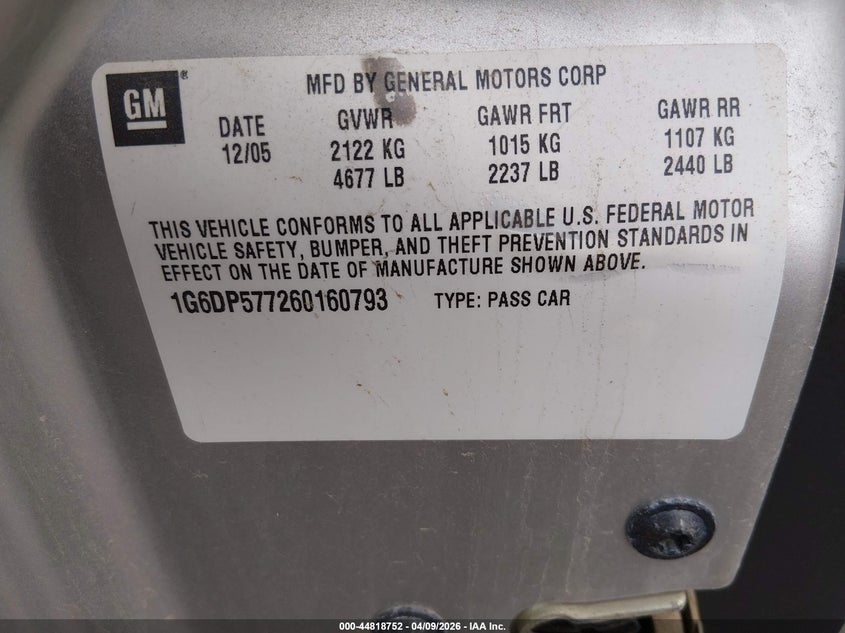 GM®
MFD BY GENERAL MOTORS CORP
DATE GVWR GAWR FRT GAWR RR
12/05 2122 KG 1015 KG 1107 KG
4677 LB 2237 LB 2440 LB
THIS VEHICLE CONFORMS TO ALL APPLICABLE U.S. FEDERAL MOTOR
VEHICLE SAFETY, BUMPER, AND THEFT PREVENTION STANDARDS IN
EFFECT ON THE DATE OF MANUFACTURE SHOWN ABOVE.
1G6DP577260160793 TYPE: PASS CAR
000-44818752 - 04/09/2026 - IAA Inc.